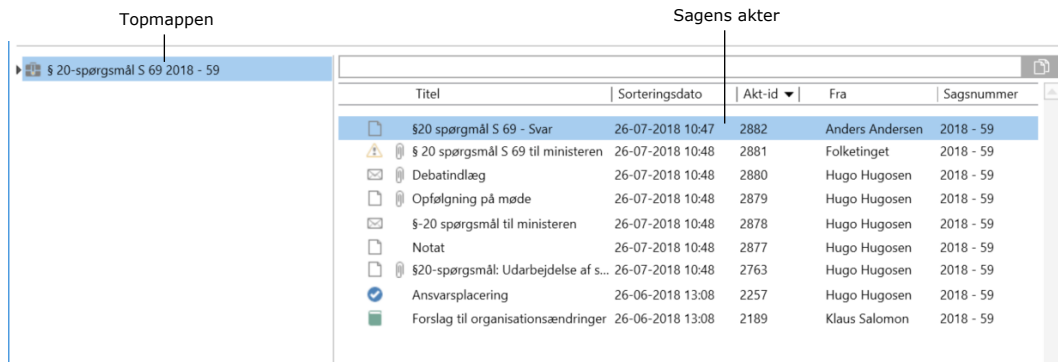 Topmappen
Sagens akter
§ 20-spørgsmål S 69 2018 - 59
Titel Sorteringsdato Akt-id Fra Sagsnummer
§20 spørgmål S 69 - Svar 26-07-2018 10:47 2882 Anders Andersen 2018 - 59
§ 20 spørgsmål S 69 til ministeren 26-07-2018 10:48 2881 Folketinget 2018 - 59
Debatindlæg 26-07-2018 10:48 2880 Hugo Hugosen 2018 - 59
Opfølgning på møde 26-07-2018 10:48 2879 Hugo Hugosen 2018 - 59
§-20 spørgsmål til ministeren 26-07-2018 10:48 2878 Hugo Hugosen 2018 - 59
Notat 26-07-2018 10:48 2877 Hugo Hugosen 2018 - 59
§20-spørgsmål: Udarbejdelse af s... 26-07-2018 10:48 2763 Hugo Hugosen 2018 - 59
Ansvarsplacering 26-06-2018 13:08 2257 Hugo Hugosen 2018 - 59
Forslag til organisationsændringer 26-06-2018 13:08 2189 Klaus Salomon 2018 - 59